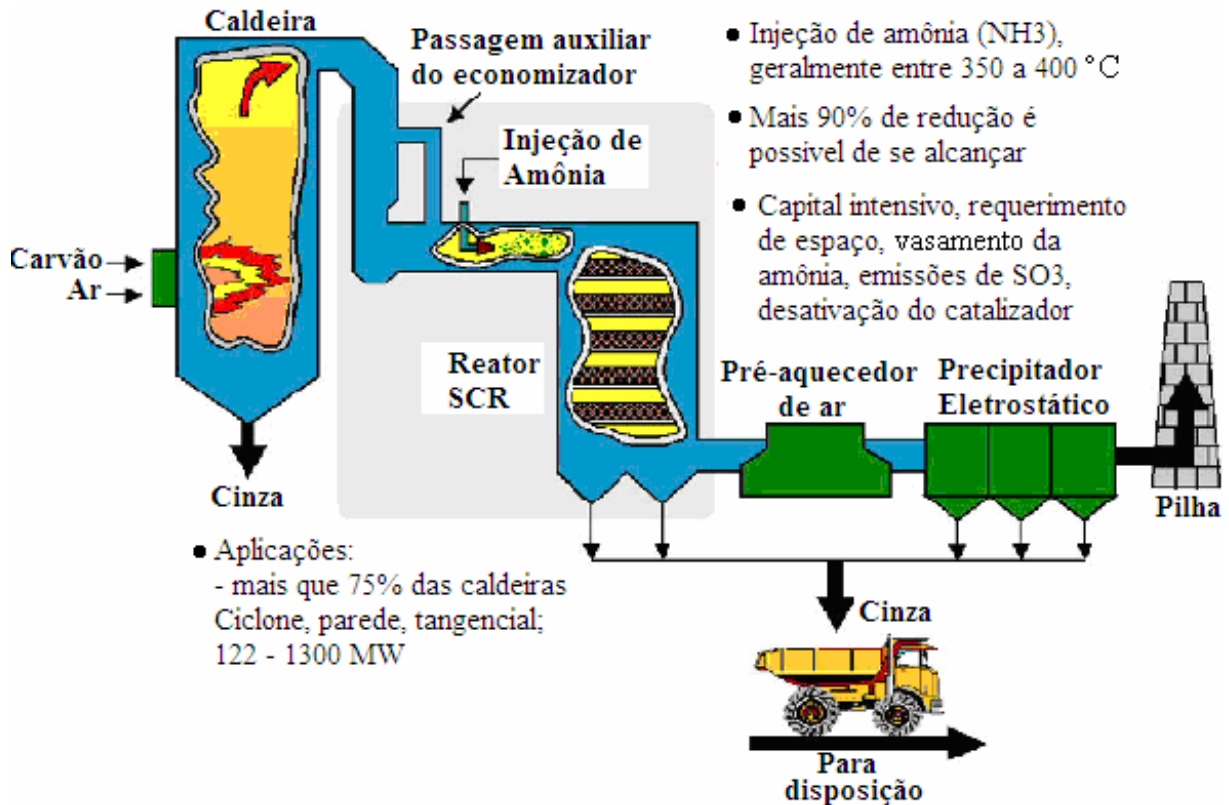 Caldeira
Passagem auxiliar
do economizador
Injeção de
Amônia
● Injeção de amônia (NH3),
geralmente entre 350 a 400 °C
● Mais 90% de redução é
possivel de se alcançar
● Capital intensivo, requerimento
de espaço, vasamento da
amônia, emissões de SO3,
desativação do catalizador
Carvão
Ar
Reator
SCR
Pré-aquecedor
de ar
Precipitador
Eletrostático
Cinza
Pilha
● Aplicações:
- mais que 75% das caldeiras
Ciclone, parede, tangencial;
122 - 1300 MW
Cinza
Para
disposição